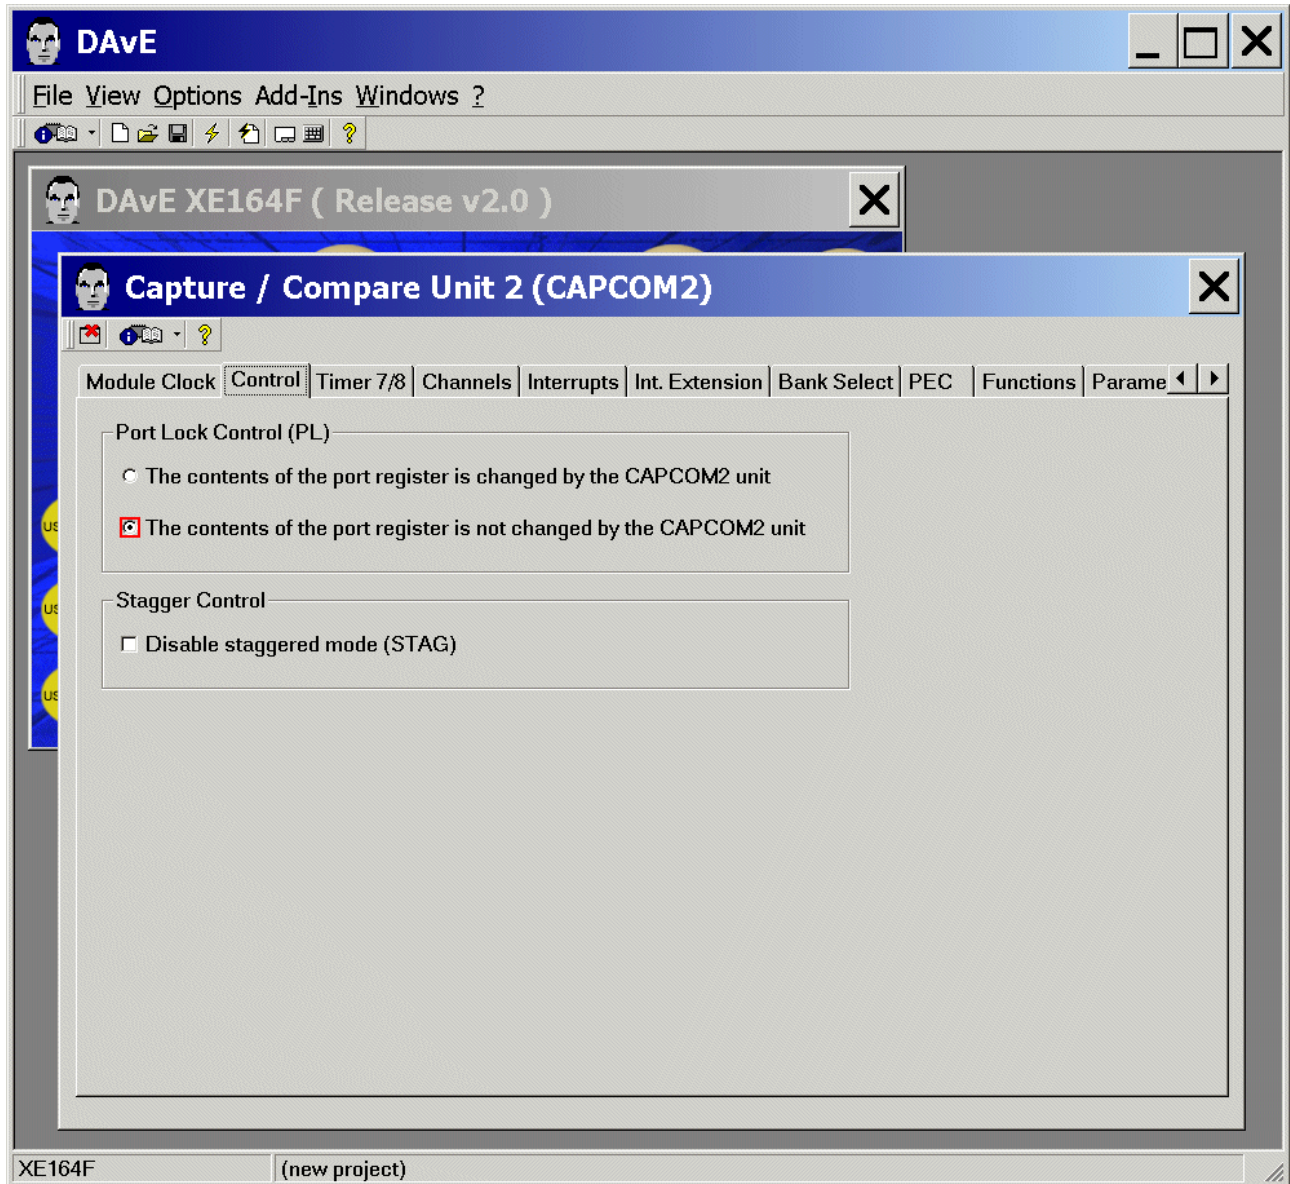 DAvE
File View Options Add-Ins Windows ?
DAvE XE164F ( Release v2.0 )
Capture / Compare Unit 2 (CAPCOM2)
Module Clock Control Timer 7/8 Channels Interrupts Int. Extension Bank Select PEC Functions Parame
Port Lock Control (PL)
The contents of the port register is changed by the CAPCOM2 unit
The contents of the port register is not changed by the CAPCOM2 unit
US
Stagger Control
US
Disable staggered mode (STAG)
US
XE164F (new project)